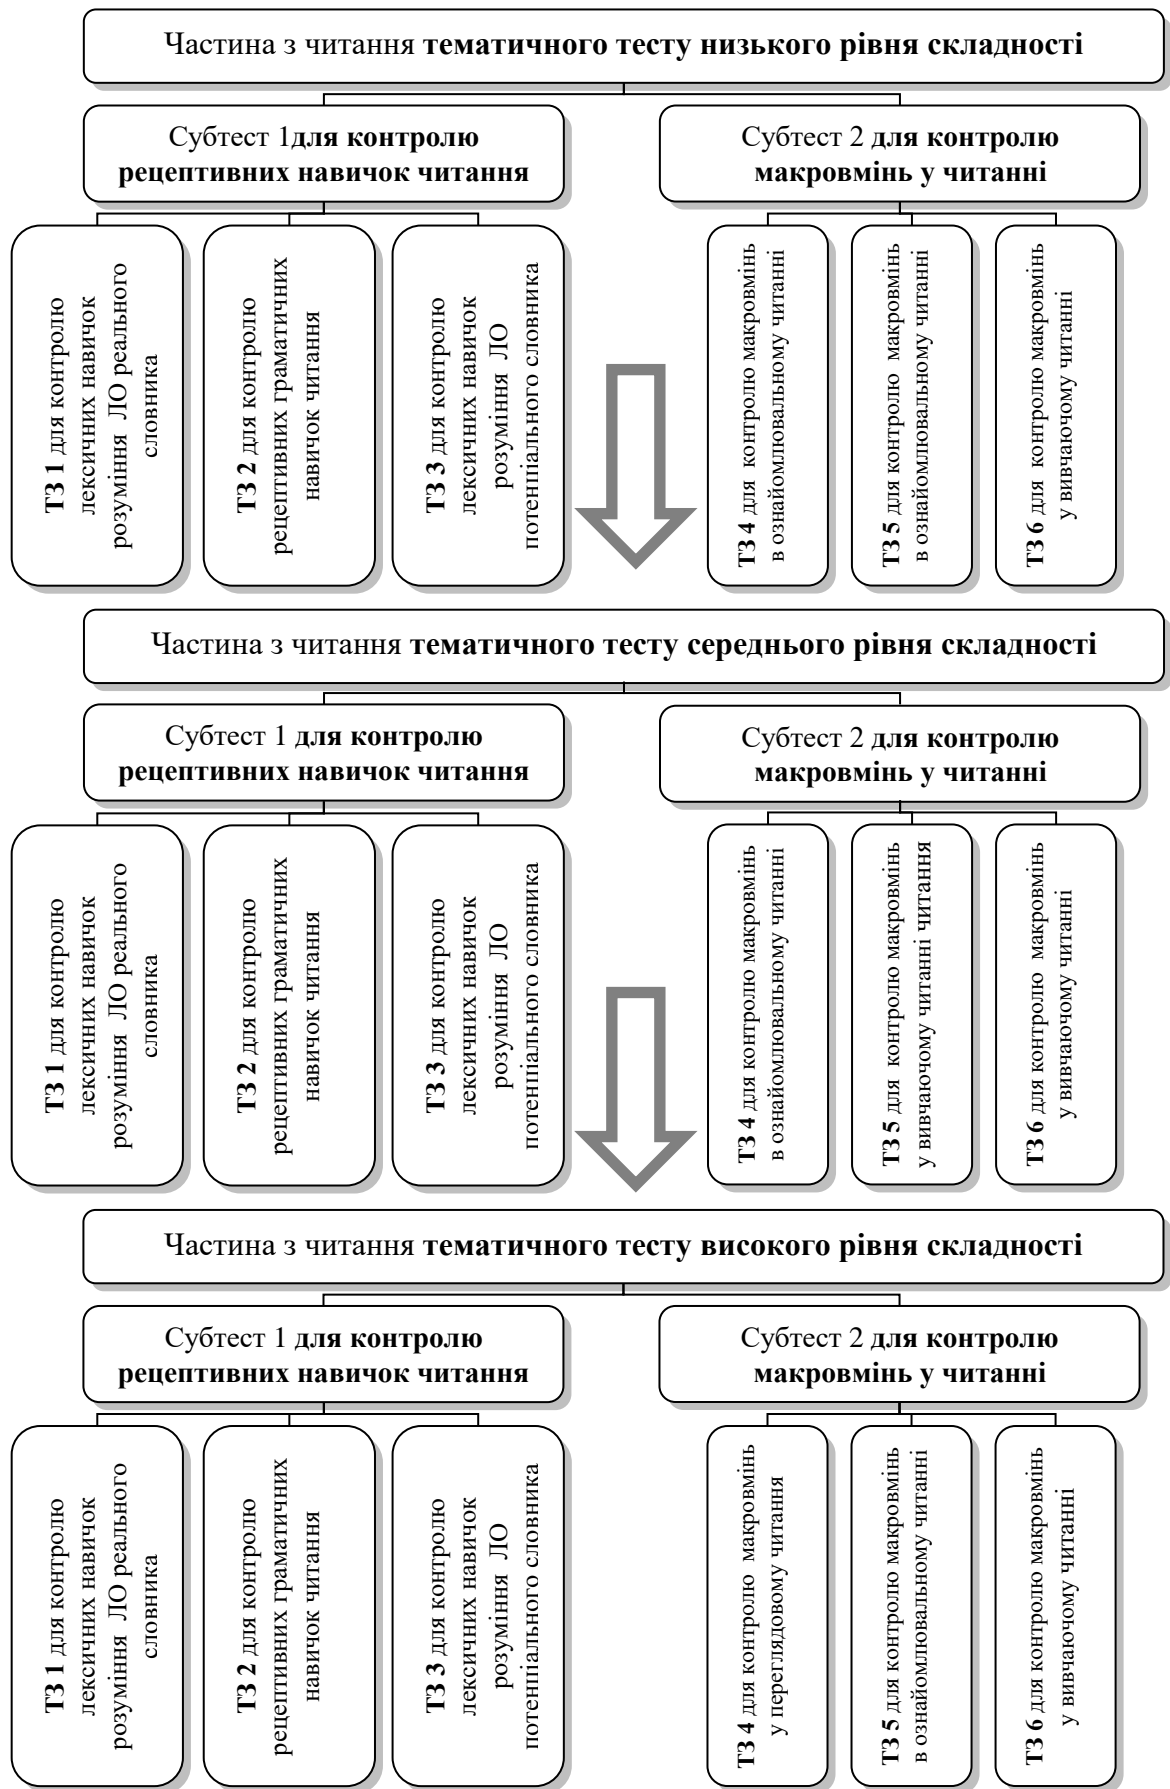 Частина з читання тематичного тесту низького рівня складності
Субтест 1для контролю
рецептивних навичок читання
Субтест 2 для контролю
макровмінь у читанні
ТЗ 1 для контролю
лексичних навичок
розуміння ЛО реального
словника
ТЗ 2 для контролю
рецептивних граматичних
навичок читання
ТЗ 3 для контролю
лексичних навичок
розуміння ЛО
потенціального словника
ТЗ 4 для контролю макровмінь
в ознайомлювальному читанні
ТЗ 5 для контролю макровмінь
в ознайомлювальному читанні
ТЗ 6 для контролю макровмінь
у вивчаючому читанні
Частина з читання тематичного тесту середнього рівня складності
Субтест 1 для контролю
рецептивних навичок читання
Субтест 2 для контролю
макровмінь у читанні
ТЗ 1 для контролю
лексичних навичок
розуміння ЛО реального
словника
ТЗ 2 для контролю
рецептивних граматичних
навичок читання
ТЗ 3 для контролю
лексичних навичок
розуміння ЛО
потенціального словника
ТЗ 4 для контролю макровмінь
в ознайомлювальному читанні
ТЗ 5 для контролю макровмінь
у вивчаючому читанні читання
ТЗ 6 для контролю макровмінь
у вивчаючому читанні
Частина з читання тематичного тесту високого рівня складності
Субтест 1 для контролю
рецептивних навичок читання
Субтест 2 для контролю
макровмінь у читанні
ТЗ 1 для контролю
лексичних навичок
розуміння ЛО реального
словника
ТЗ 2 для контролю
рецептивних граматичних
навичок читання
ТЗ 3 для контролю
лексичних навичок
розуміння ЛО
потенціального словника
ТЗ 4 для контролю макровмінь
у переглядовому читання
ТЗ 5 для контролю макровмінь
в ознайомлювальному читанні
ТЗ 6 для контролю макровмінь
у вивчаючому читанні